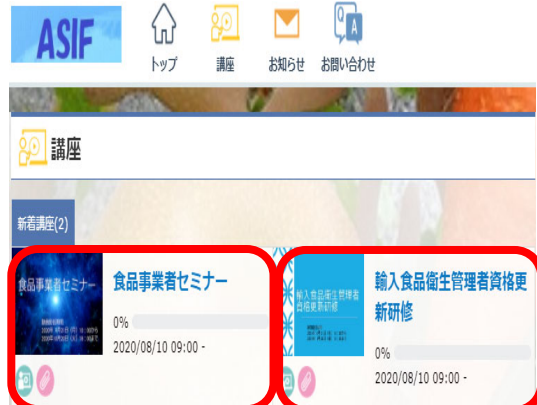 ASIF
トップ 講座 お知らせ お問い合わせ
Q A
講座
新着講座(2)
食品事業者セミナー
食品事業者セミナー
0%
2020/08/10 09:00 -
輸入食品衛生管理者
資格更新研修
輸入食品衛生管理者資格更
新研修
0%
2020/08/10 09:00 -